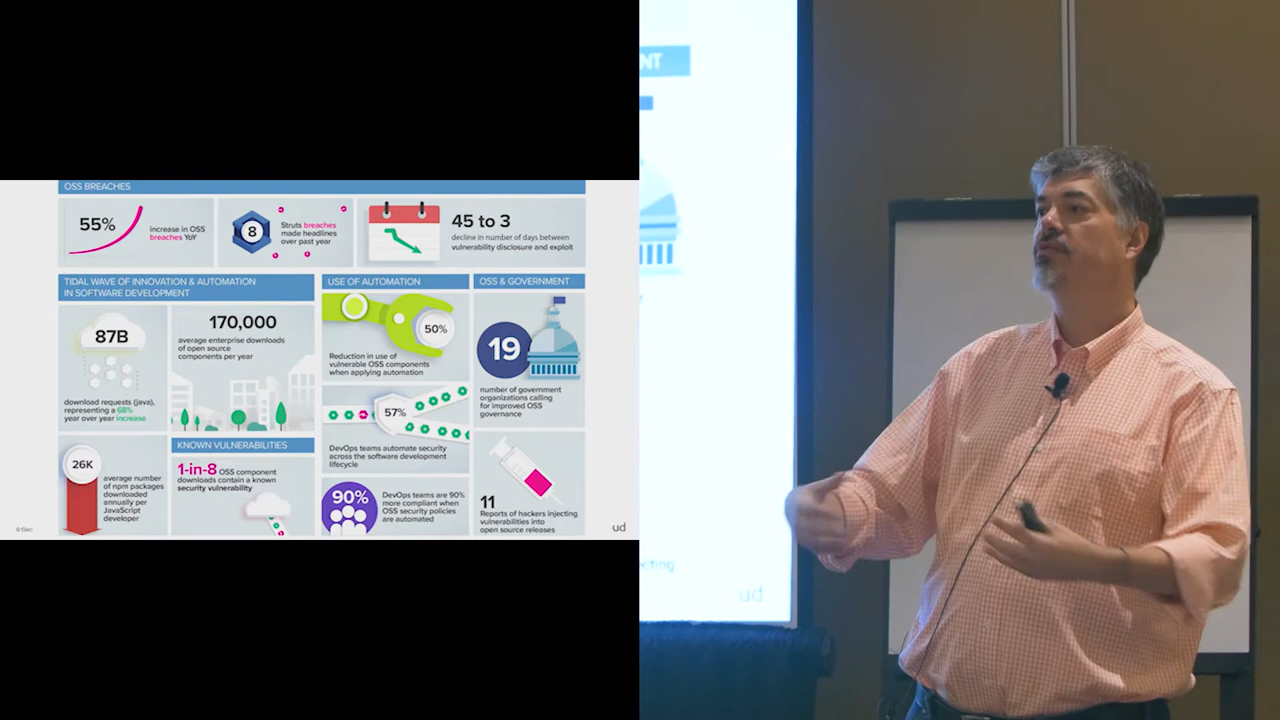 OSS BREACHES
55%
increase in OSS
breaches YoY
8
Struts breaches
made headlines
over past year
45 to 3
decline in number of days between
vulnerability disclosure and exploit
TIDAL WAVE OF INNOVATION & AUTOMATION
IN SOFTWARE DEVELOPMENT
87B
download requests (java),
representing a 68%
year over year increase
170,000
average enterprise downloads
of open source
components per year
26K
average number
of npm packages
downloaded
annually per
JavaScript
developer
KNOWN VULNERABILITIES
1-in-8 OSS component
downloads contain a known
security vulnerability
USE OF AUTOMATION
50%
Reduction in use of
vulnerable OSS components
when applying automation
57%
DevOps teams automate security
across the software development
lifecycle
90%
DevOps teams are 90%
more compliant when
OSS security policies
are automated
OSS & GOVERNMENT
19
number of government
organizations calling
for improved OSS
governance
11
Reports of hackers injecting
vulnerabilities into
open source releases
ud
NT
ecting
ud